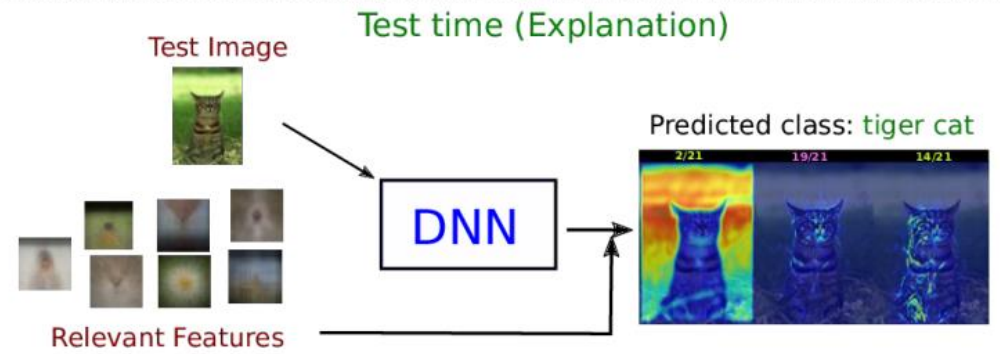 Test time (Explanation)
Test Image
Predicted class: tiger cat
2/21 19/21 14/21
DNN
Relevant Features